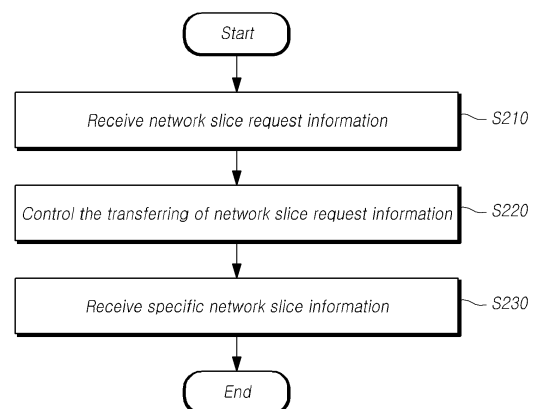 Start
Receive network slice request information
S210
Control the transferring of network slice request information
S220
Receive specific network slice information
S230
End